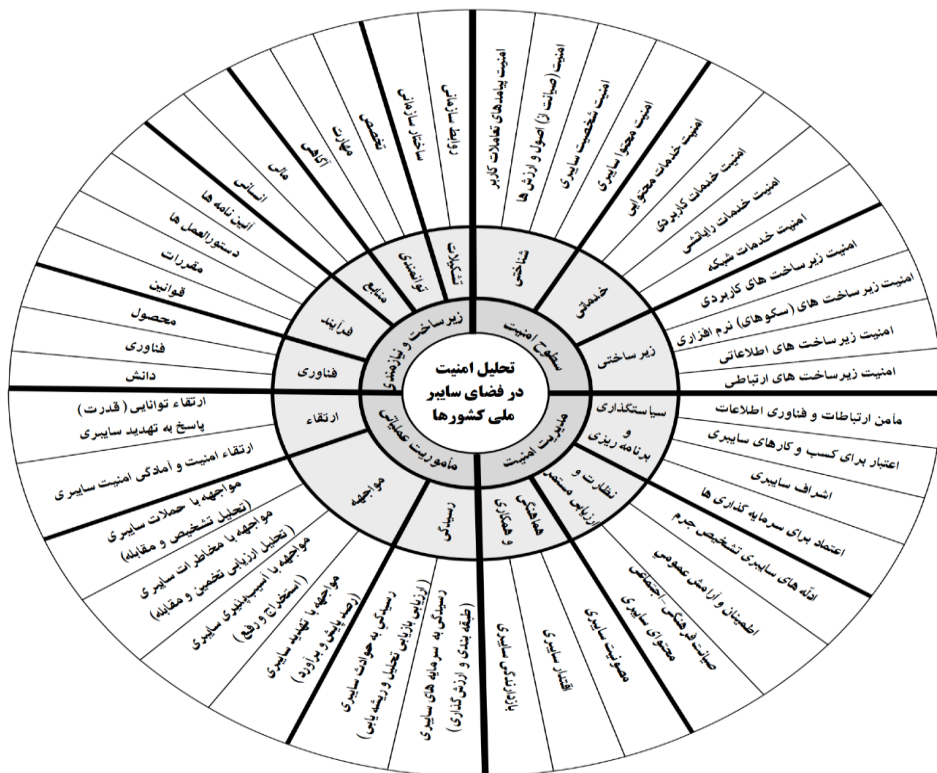 تحلیل امنیت
در فضای سایبر
ملی کشورها
سطوح امنیت
شناختی
امنیت پیامدهای تعاملات کاربر
امنیت (صیانت از) اصول و ارزش ها
امنیت شخصیت سایبری
امنیت محتوا سایبری
خدماتی
امنیت خدمات محتوایی
امنیت خدمات کاربردی
امنیت خدمات رایانشی
امنیت خدمات شبکه
زیرساختی
امنیت زیرساخت های کاربردی
امنیت زیرساخت های (سکوهای) نرم افزاری
امنیت زیرساخت های اطلاعاتی
امنیت زیرساخت های ارتباطی
مدیریت امنیت
سیاستگذاری
و
برنامه ریزی
مأمن ارتباطات و فناوری اطلاعات
اعتبار برای کسب و کارهای سایبری
اشراف سایبری
اعتماد برای سرمایه گذاری ها
نظارت و
ارزیابی مستمر
ادله های سایبری تشخیص جرم
اطمینان و آرامش عمومی
صیانت فرهنگی-اجتماعی
محتوای سایبری
هماهنگی
و همکاری
مصونیت سایبری
اقتدار سایبری
بازدارندگی سایبری
مأموریت عملیاتی
رسیدگی
رسیدگی به سرمایه های سایبری
(طبقه بندی و ارزش گذاری)
رسیدگی به حوادث سایبری
(ارزیابی بازیابی تحلیل و ریشه یابی)
مواجهه
مواجهه با تهدید سایبری
(رصد پایش و برآورد)
مواجهه با آسیب‌پذیری سایبری
(استخراج و رفع)
مواجهه با مخاطرات سایبری
(تحلیل ارزیابی تخمین و مقابله)
مواجهه با حملات سایبری
(تحلیل تشخیص و مقابله)
ارتقاء
ارتقاء امنیت و آمادگی امنیت سایبری
ارتقاء توانایی (قدرت)
پاسخ به تهدید سایبری
زیرساخت و نیازمندی
فناوری
دانش
فناوری
محصول
فرآیند
قوانین
مقررات
دستورالعمل ها
آئین نامه ها
منابع
انسانی
مالی
توانمندی
آگاهی
مهارت
تخصص
تشکیلات
ساختار سازمانی
روابط سازمانی